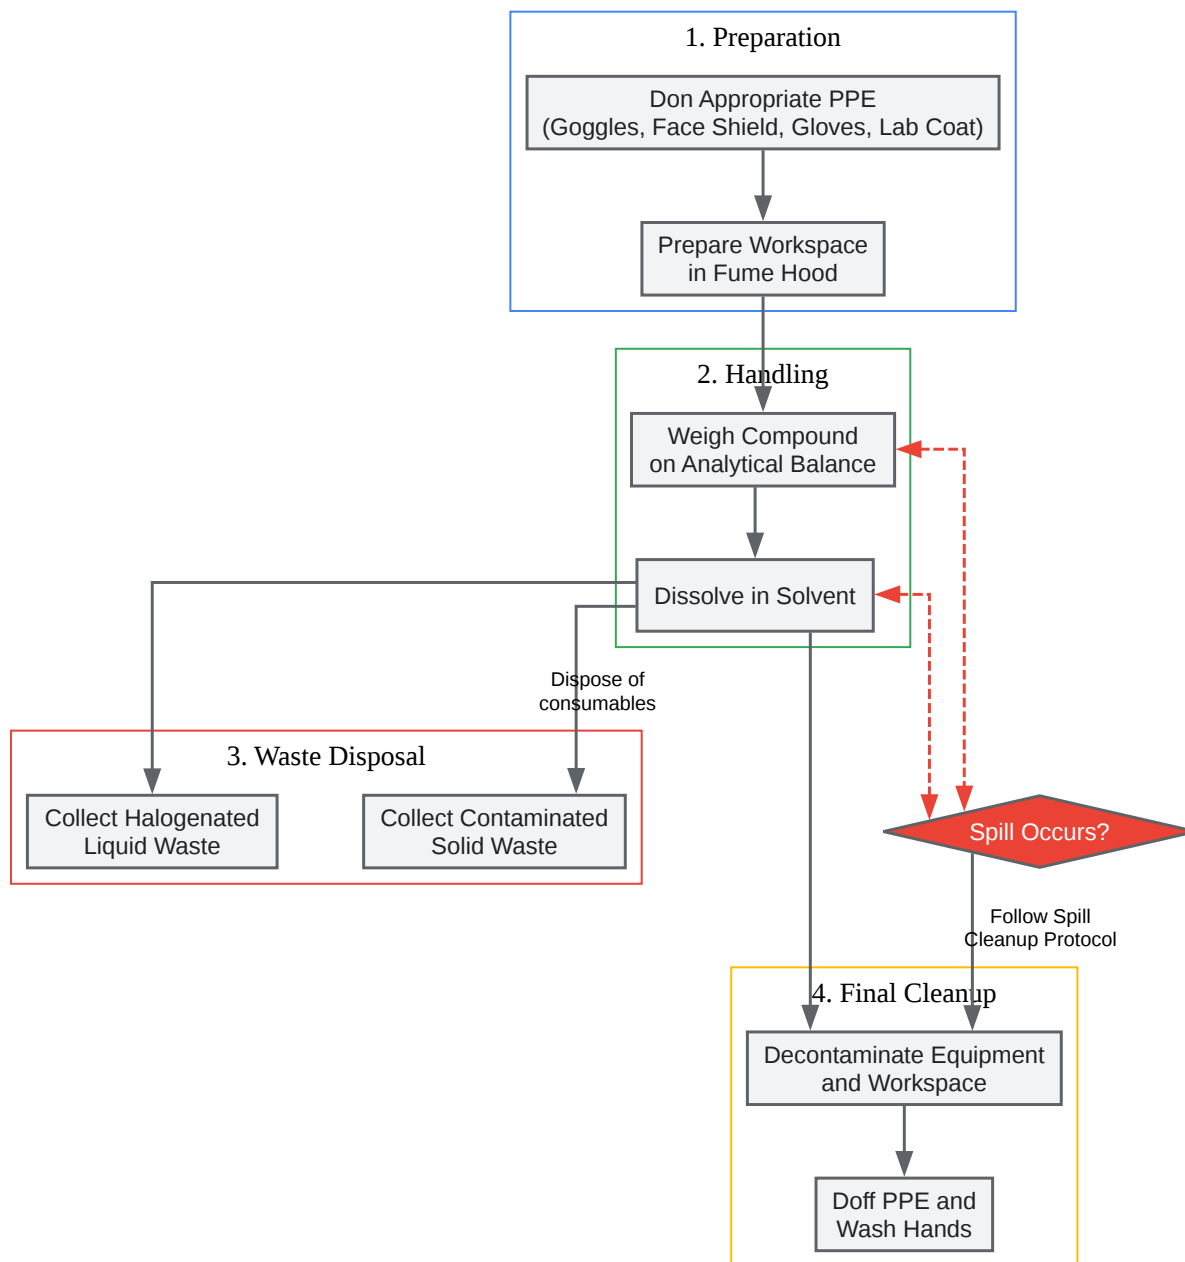 1. Preparation
Don Appropriate PPE
(Goggles, Face Shield, Gloves, Lab Coat)
Prepare Workspace
in Fume Hood
2. Handling
Weigh Compound
on Analytical Balance
Dissolve in Solvent
Dispose of
consumables
3. Waste Disposal
Collect Halogenated
Liquid Waste
Collect Contaminated
Solid Waste
Spill Occurs?
Follow Spill
Cleanup Protocol
4. Final Cleanup
Decontaminate Equipment
and Workspace
Doff PPE and
Wash Hands